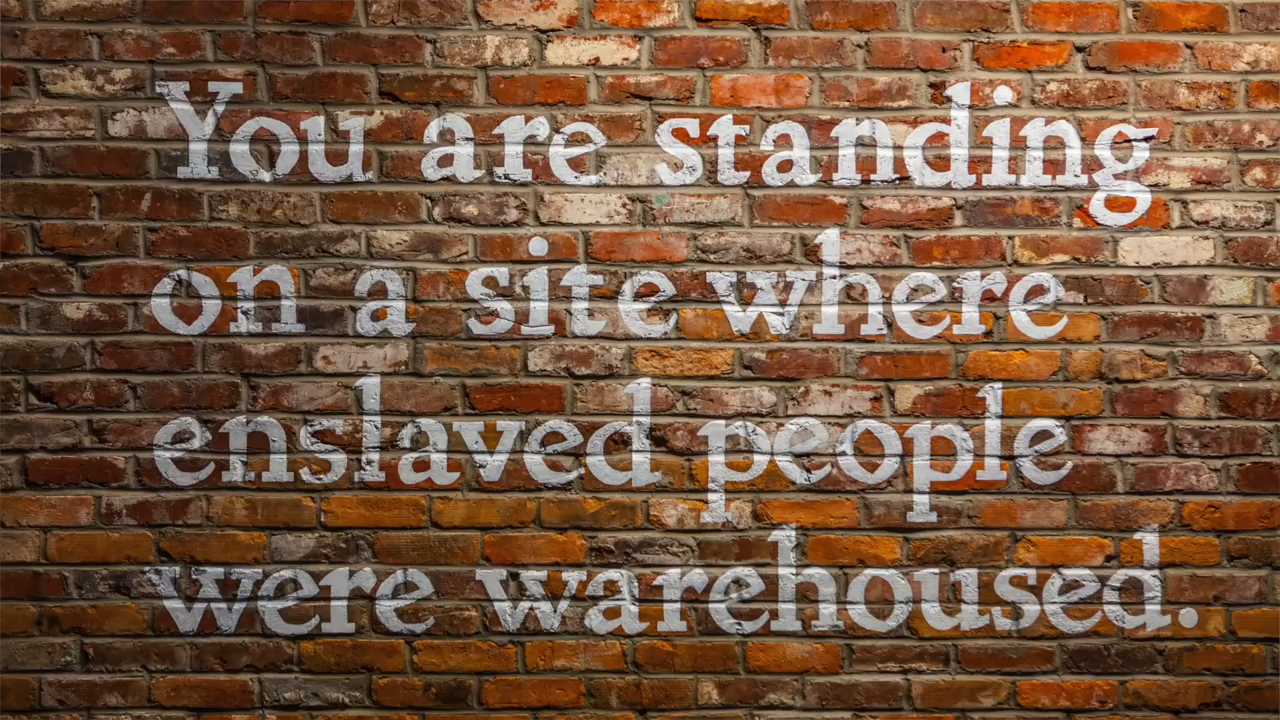 You are standing
on a site where
enslaved people
were warehoused.